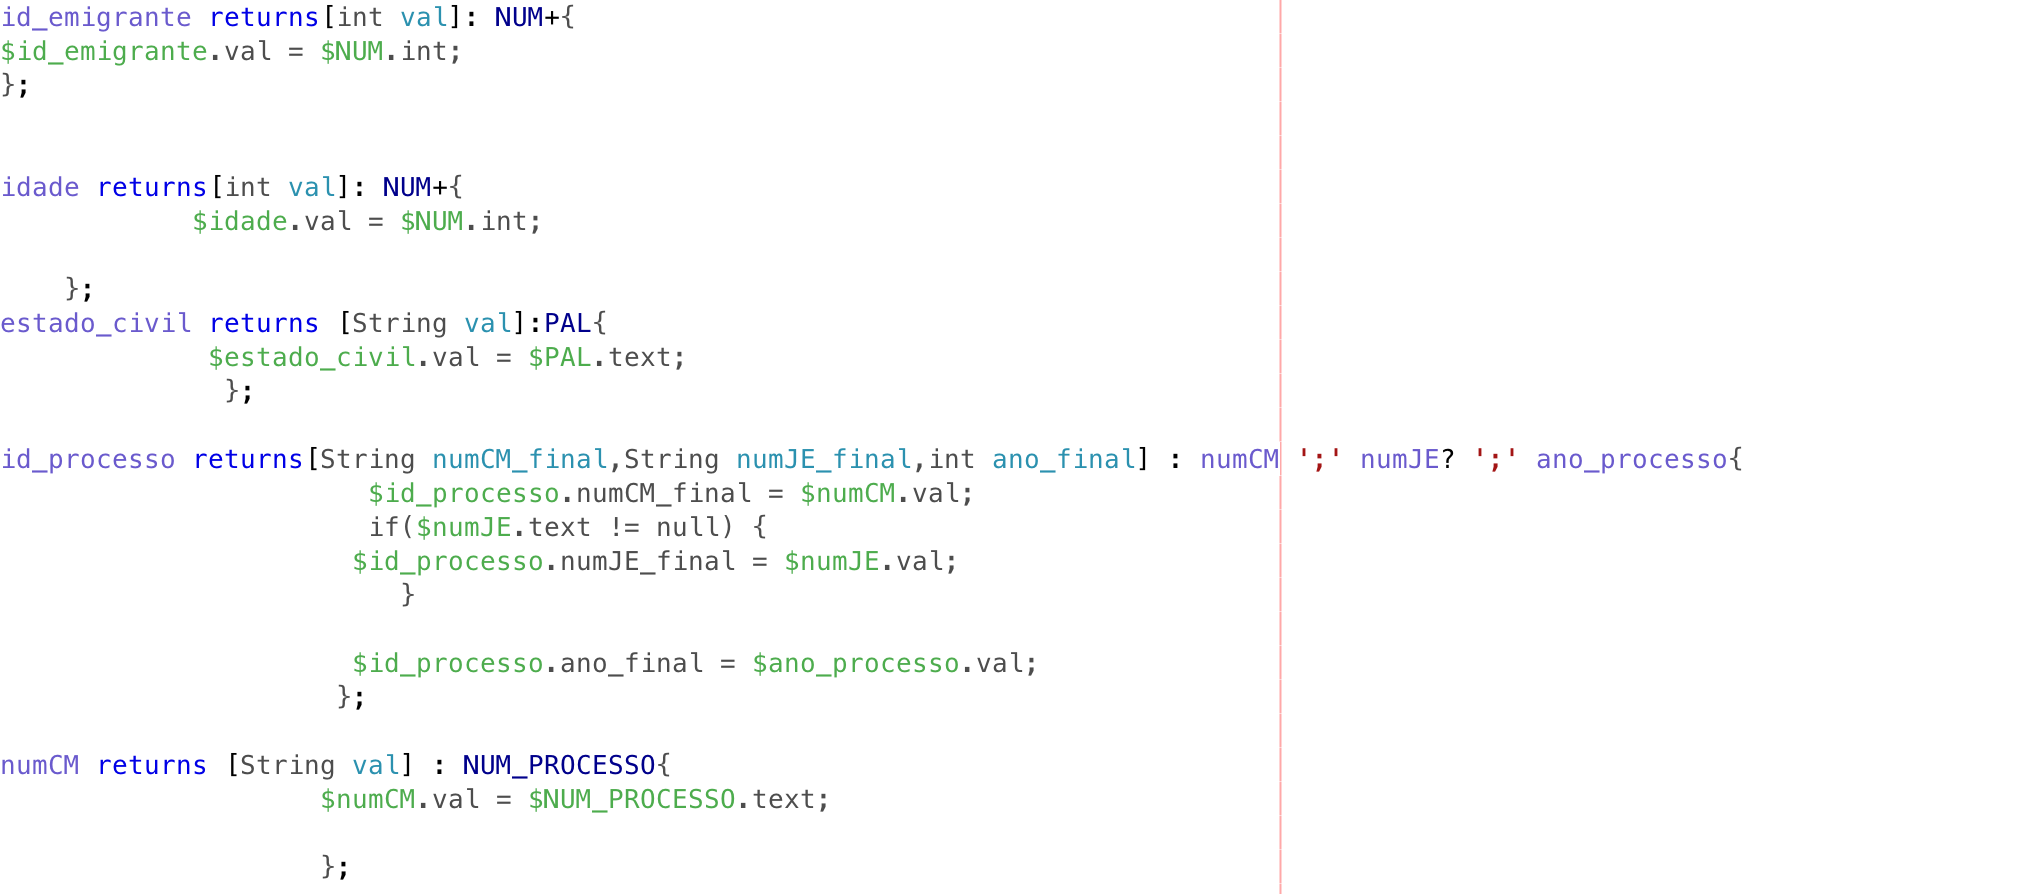 id_emigrante returns[int val]: NUM+{
$id_emigrante.val = $NUM.int;
};
idade returns[int val]: NUM+{
$idade.val = $NUM.int;
};
estado_civil returns [String val]:PAL{
$estado_civil.val = $PAL.text;
};
id_processo returns[String numCM_final,String numJE_final,int ano_final] : numCM ';' numJE? ';' ano_processo{
$id_processo.numCM_final = $numCM.val;
if($numJE.text != null) {
$id_processo.numJE_final = $numJE.val;
}
$id_processo.ano_final = $ano_processo.val;
};
numCM returns [String val] : NUM_PROCESSO{
$numCM.val = $NUM_PROCESSO.text;
};